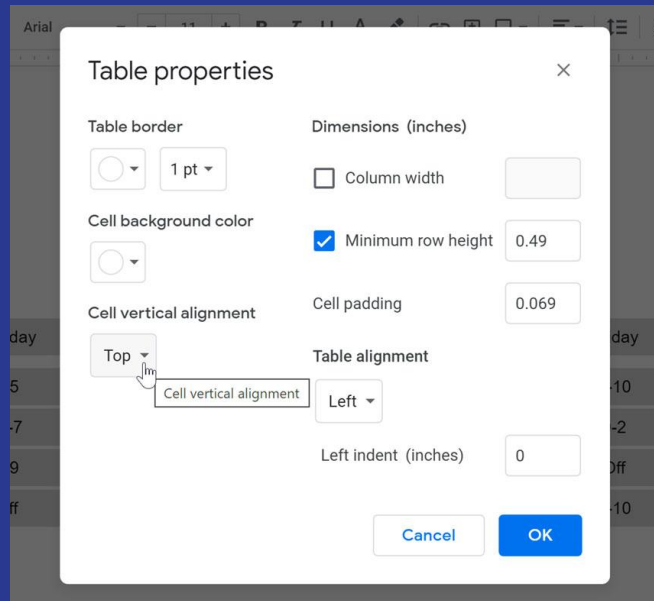 Arial
11
Table properties
Table border
1 pt
Cell background color
Cell vertical alignment
Top
Cell vertical alignment
Dimensions (inches)
Column width
Minimum row height 0.49
Cell padding 0.069
Table alignment
Left
Left indent (inches) 0
Cancel OK
day
5
-7
9
ff
day
-10
-2
Off
-10